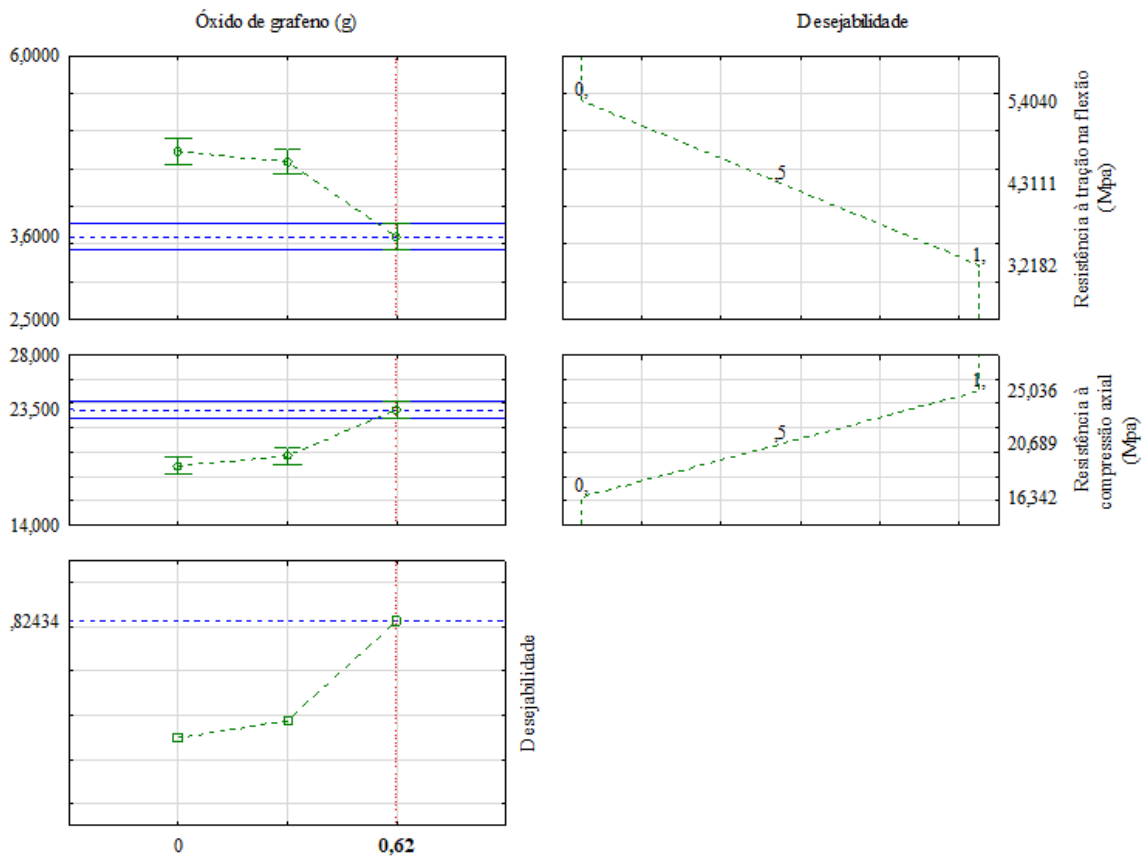 Óxido de grafeno (g)
Desejabilidade
6,0000
3,6000
2,5000
0,
,5
1,
5,4040
4,3111
3,2182
Resistência à tração na flexão
(Mpa)
28,000
23,500
14,000
0,
,5
1,
25,036
20,689
16,342
Resistência à
compressão axial
(Mpa)
,82434
Desejabilidade
0
0,62